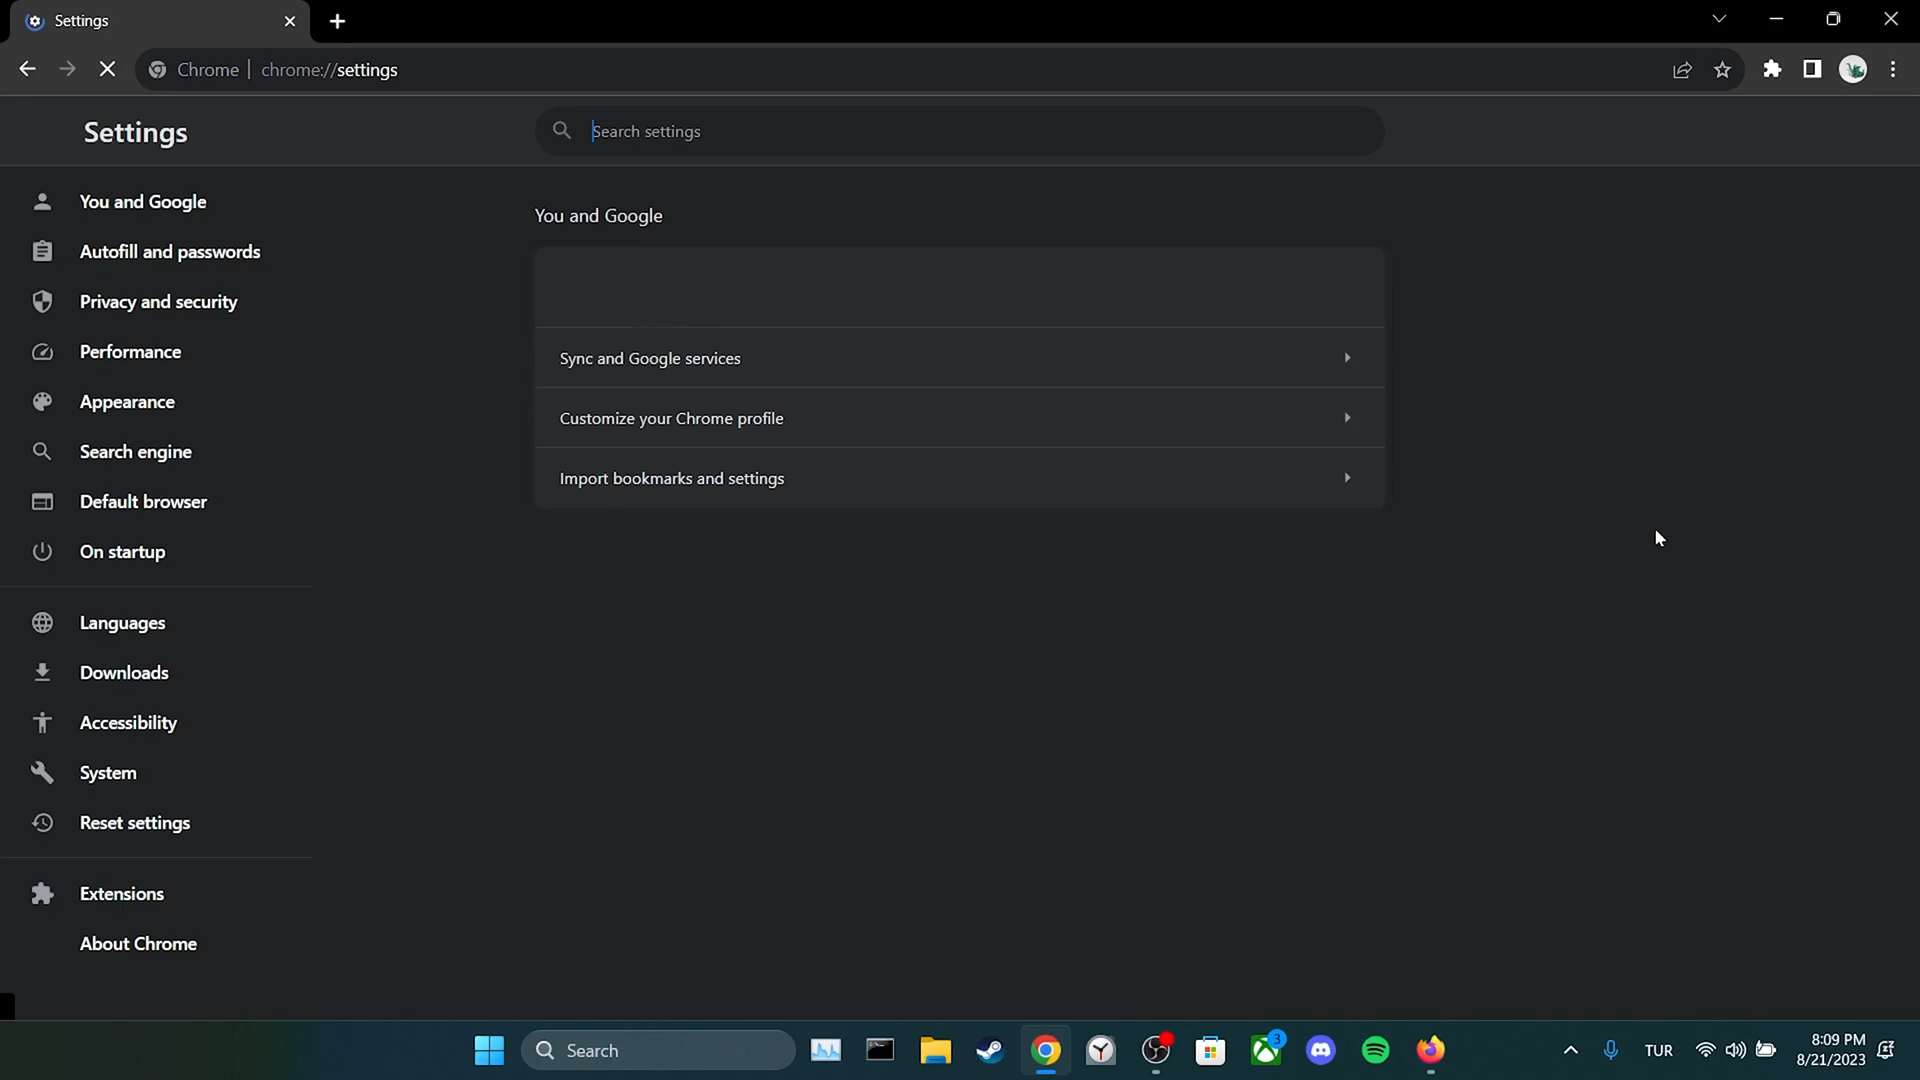 Settings
Chrome | chrome://settings
Settings
Search settings
You and Google
Autofill and passwords
Privacy and security
Performance
Appearance
Search engine
Default browser
On startup
Languages
Downloads
Accessibility
System
Reset settings
Extensions
About Chrome
You and Google
Sync and Google services
Customize your Chrome profile
Import bookmarks and settings
Search
3
TUR
8:09 PM
8/21/2023